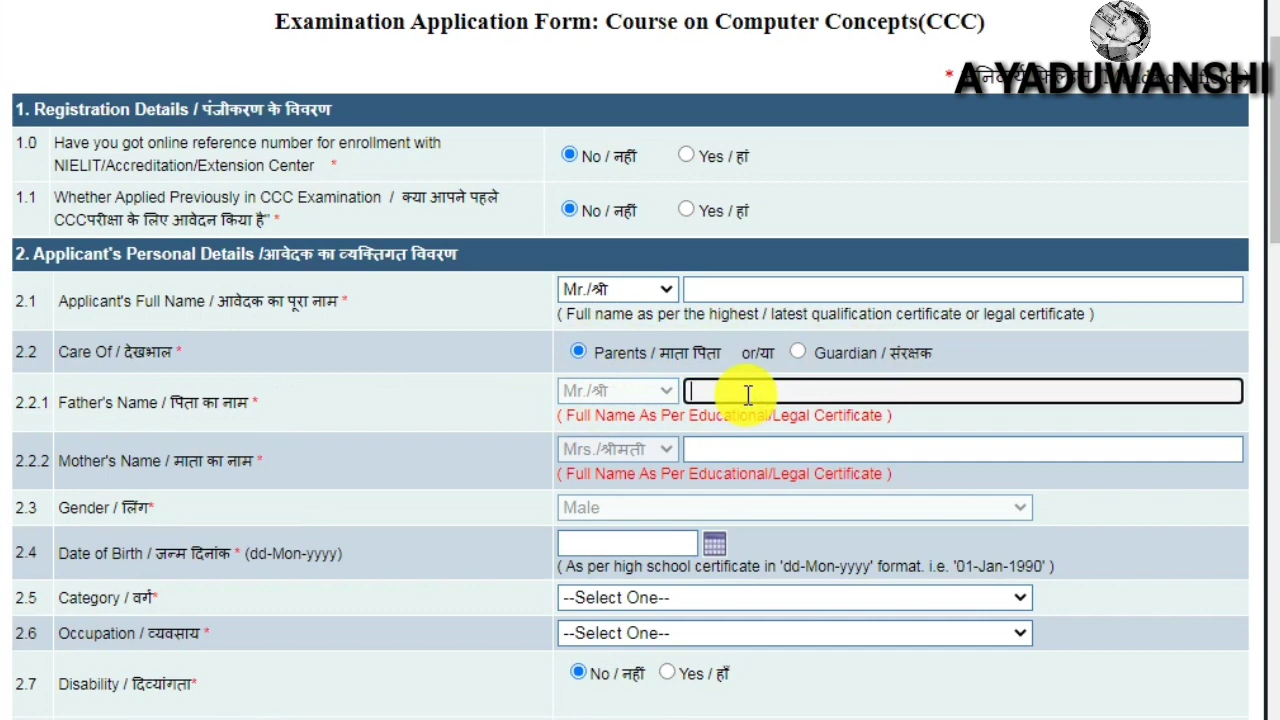 Examination Application Form: Course on Computer Concepts(CCC)
A YADUWANSHI
*
1. Registration Details / पंजीकरण के विवरण
1.0 Have you got online reference number for enrollment with
NIELIT/Accreditation/Extension Center *
No / नहीं Yes / हां
1.1 Whether Applied Previously in CCC Examination / क्या आपने पहले
CCCपरीक्षा के लिए आवेदन किया है" *
No / नहीं Yes / हां
2. Applicant's Personal Details /आवेदक का व्यक्तिगत विवरण
2.1 Applicant's Full Name / आवेदक का पूरा नाम * Mr./श्री
( Full name as per the highest / latest qualification certificate or legal certificate )
2.2 Care Of / देखभाल * Parents / माता पिता or/या Guardian / संरक्षक
2.2.1 Father's Name / पिता का नाम * Mr./श्री
( Full Name As Per Educational/Legal Certificate )
2.2.2 Mother's Name / माता का नाम * Mrs./श्रीमती
( Full Name As Per Educational/Legal Certificate )
2.3 Gender / लिंग* Male
2.4 Date of Birth / जन्म दिनांक * (dd-Mon-yyyy)
( As per high school certificate in 'dd-Mon-yyyy' format. i.e. '01-Jan-1990' )
2.5 Category / वर्ग* --Select One--
2.6 Occupation / व्यवसाय * --Select One--
2.7 Disability / दिव्यांगता* No / नहीं Yes / हाँ